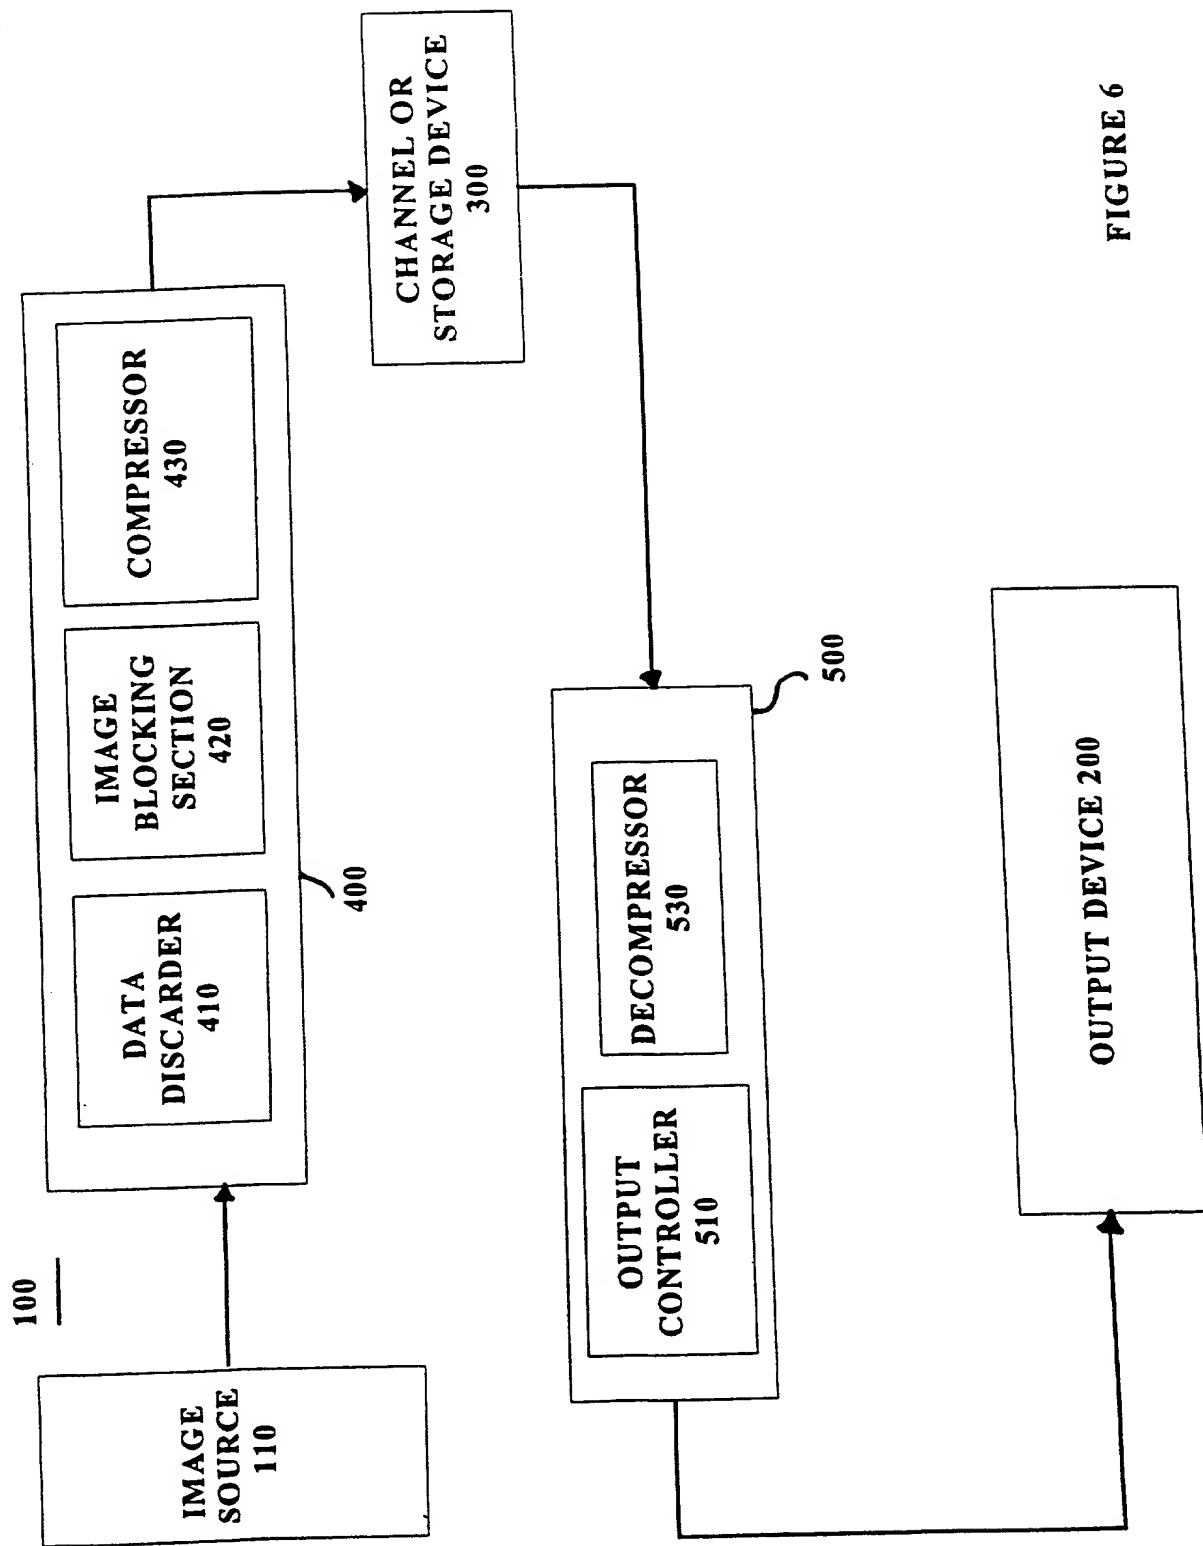 100
IMAGE
SOURCE
110
DATA
DISCARDER
410
IMAGE
BLOCKING
SECTION
420
COMPRESSOR
430
400
CHANNEL OR
STORAGE DEVICE
300
OUTPUT
CONTROLLER
510
DECOMPRESSOR
530
500
OUTPUT DEVICE 200
FIGURE 6